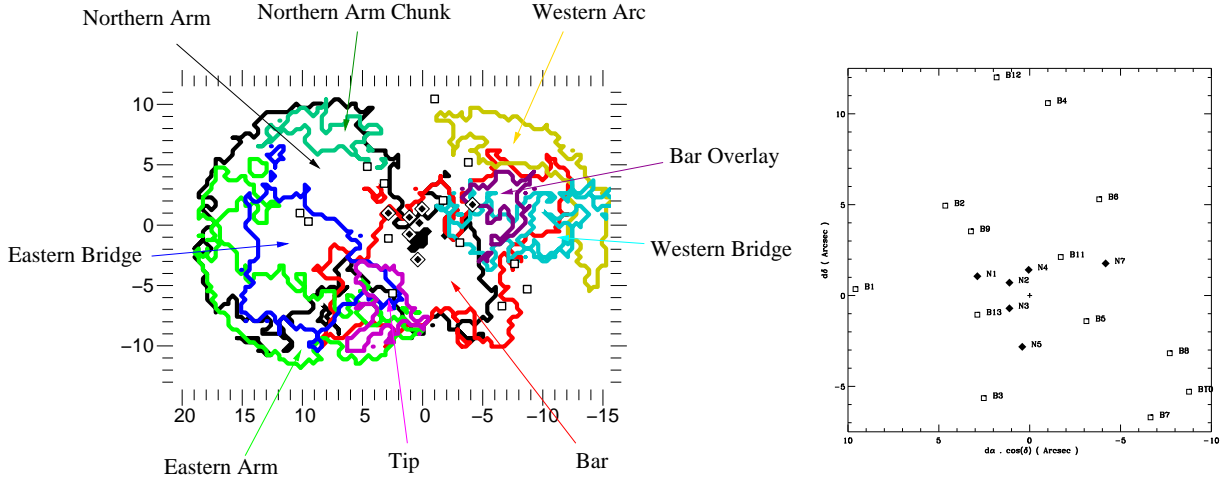 Northern Arm
Northern Arm Chunk
Western Arc
Bar Overlay
Eastern Bridge
Western Bridge
Eastern Arm
Tip
Bar
10
5
0
−5
−10
20 15 10 5 0 −5 −10 −15
B12
B4
B6
B2
B9
B11
N7
N4
N1
N2
B1
N3
B13
B5
N5
B8
B10
B3
B7
10
5
0
−5
10 5 0 −5 −10
dδ ( Arcsec )
dα . cos(δ) ( Arcsec )